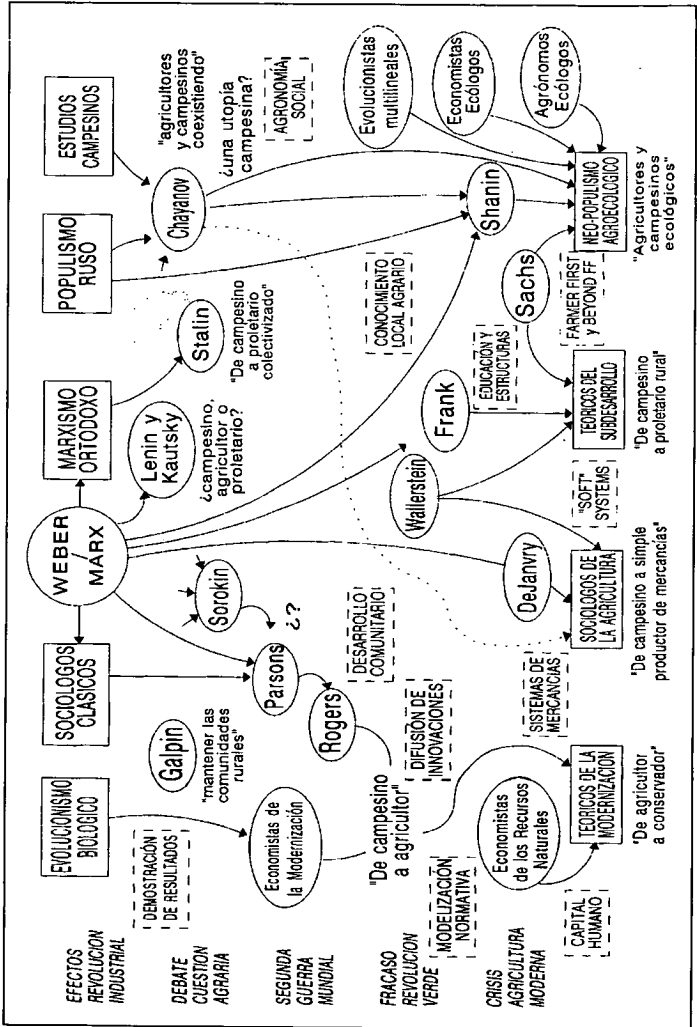 EFECTOS
REVOLUCION
INDUSTRIAL
EVOLUCIONISMO
BIOLOGICO
SOCIOLOGOS
CLASICOS
WEBER
MARX
MARXISMO
ORTODOXO
POPULISMO
RUSO
ESTUDIOS
CAMPESINOS
DEMOSTRACIÓN
DE RESULTADOS
DEBATE
CUESTION
AGRARIA
Galpin
"mantener las
comunidades
rurales"
Sorokin
Lenin y
Kautsky
¿campesino,
agricultor o
proletario?
Stalin
"De campesino
a proletario
colectivizado"
Chayanov
"agricultores
y campesinos
coexistiendo"
¿una utopía
campesina?
AGRONOMÍA
SOCIAL
SEGUNDA
GUERRA
MUNDIAL
Economistas de
la Modernización
Parsons
¿?
Rogers
DESARROLLO
COMUNITARIO
CONOCIMIENTO
LOCAL AGRARIO
FRACASO
REVOLUCION
VERDE
"De campesino
a agricultor"
DIFUSION DE
INNOVACIONES
MODELIZACIÓN
NORMATIVA
Wallerstein
Frank
EDUCACION Y
ESTRUCTURAS
Shanin
Evolucionistas
multilineales
CRISIS
AGRICULTURA
MODERNA
Economistas
de los Recursos
Naturales
SISTEMAS DE
MERCANCIAS
DeJanvry
Sachs
Economistas
Ecólogos
CAPITAL
HUMANO
"SOFT"
SYSTEMS
FARMER FIRST
y BEYOND FF
Agrónomos
Ecólogos
TEORICOS DE LA
MODERNIZACION
SOCIOLOGOS DE
LA AGRICULTURA
TEORICOS DEL
SUBDESARROLLO
NEO-POPULISMO
AGROECOLOGICO
"De agricultor
a conservador"
"De campesino a simple
productor de mercancías"
"De campesino
a proletario rural"
"Agricultores y
campesinos
ecológicos"